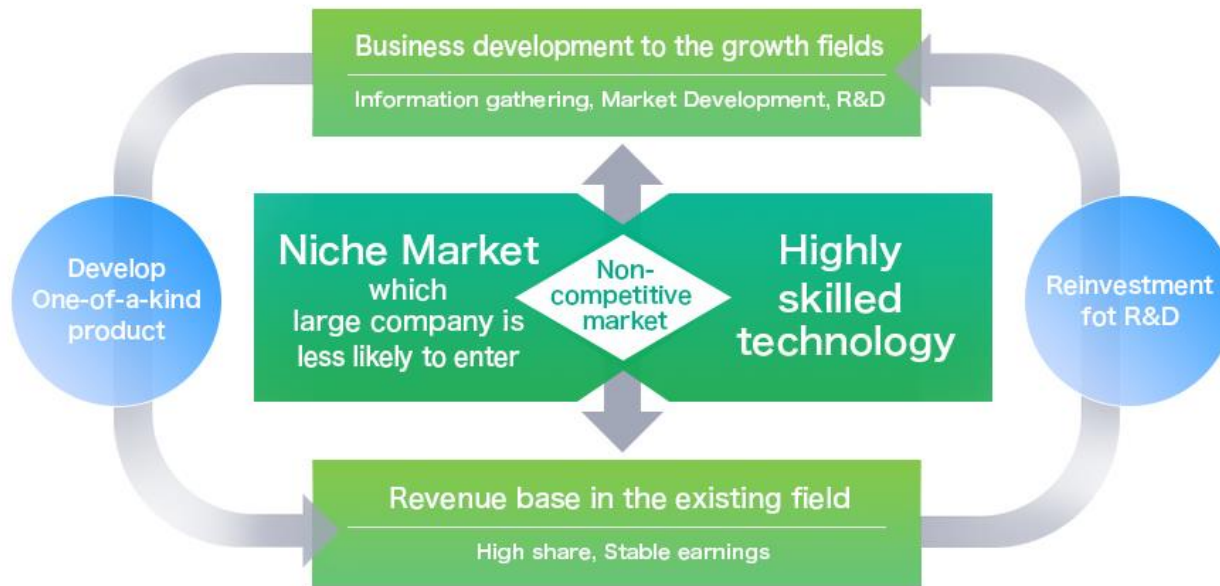 Business development to the growth fields
Information gathering, Market Development, R&D
Develop
One-of-a-kind
product
Niche Market
which
large company is
less likely to enter
Non-
competitive
market
Highly
skilled
technology
Reinvestment
fot R&D
Revenue base in the existing field
High share, Stable earnings